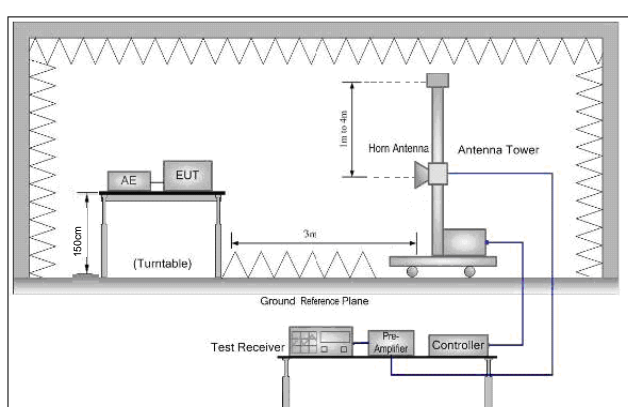 1m to 4m
Horn Antenna
Antenna Tower
AE
EUT
150cm
(Turntable)
3m
Ground Reference Plane
Test Receiver
Pre-
Amplifier
Controller